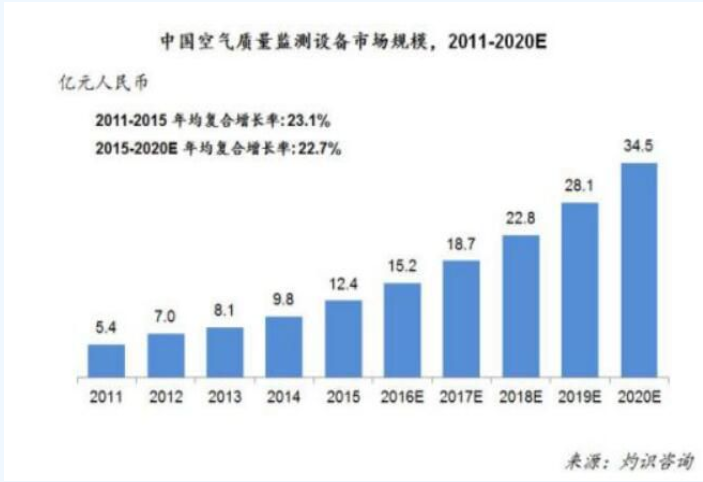 中国空气质量监测设备市场规模，2011-2020E
亿元人民币
2011-2015 年均复合增长率:23.1%
2015-2020E 年均复合增长率:22.7%
5.4 7.0 8.1 9.8 12.4 15.2 18.7 22.8 28.1 34.5
2011 2012 2013 2014 2015 2016E 2017E 2018E 2019E 2020E
来源：灼识咨询